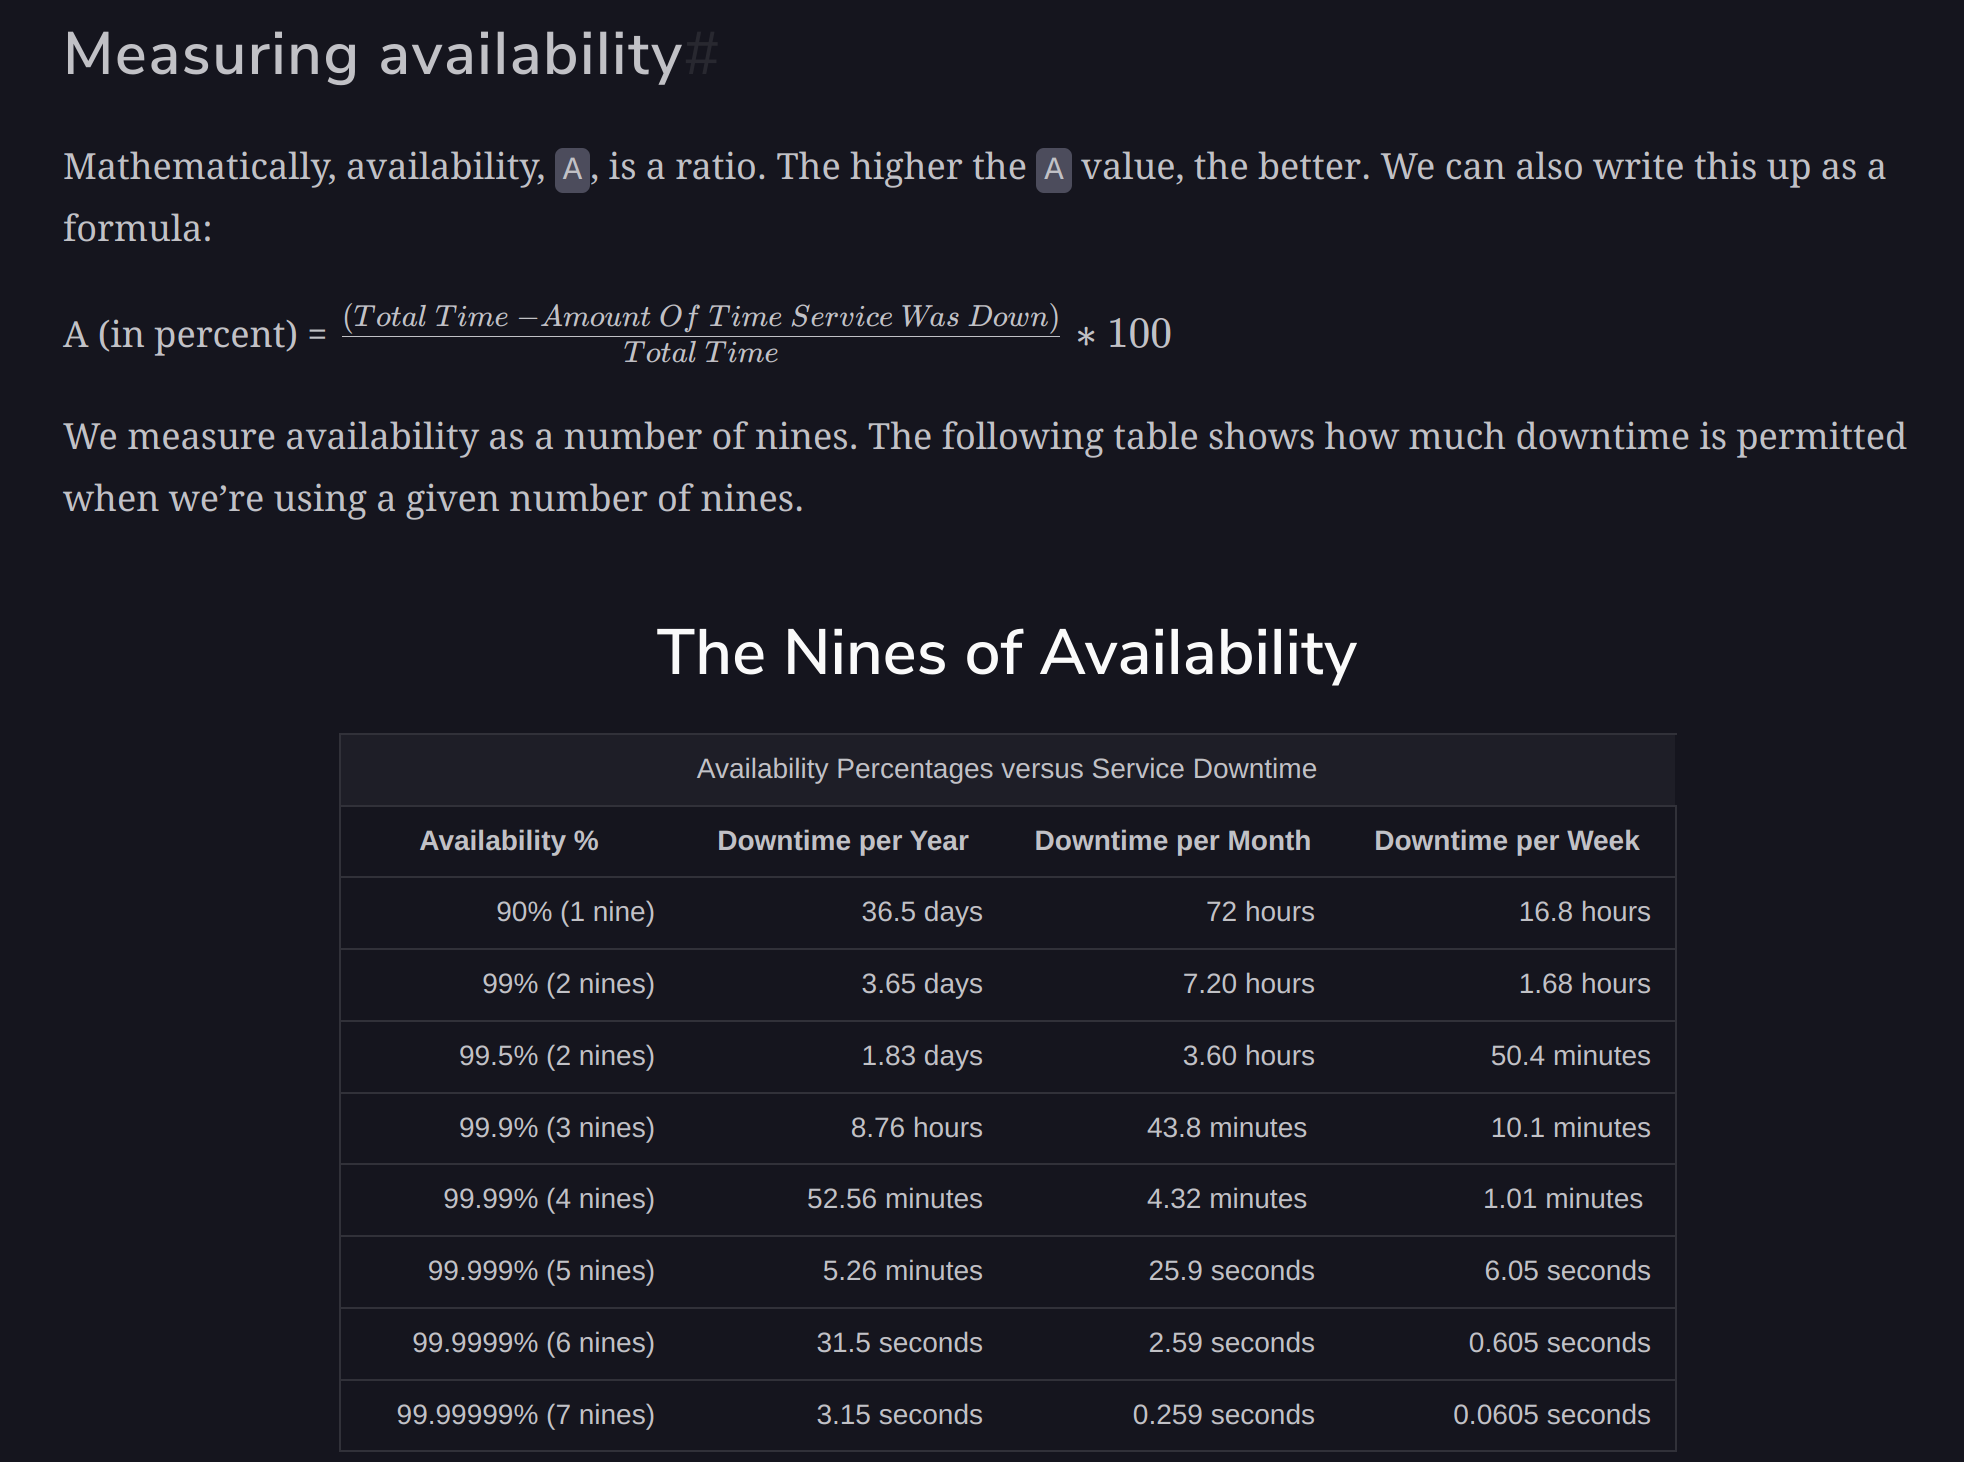 Measuring availability#
Mathematically, availability, A, is a ratio. The higher the A value, the better. We can also write this up as a
formula:
A (in percent) = (Total Time − Amount Of Time Service Was Down) / Total Time * 100
We measure availability as a number of nines. The following table shows how much downtime is permitted
when we’re using a given number of nines.
The Nines of Availability
Availability Percentages versus Service Downtime
Availability % Downtime per Year Downtime per Month Downtime per Week
90% (1 nine) 36.5 days 72 hours 16.8 hours
99% (2 nines) 3.65 days 7.20 hours 1.68 hours
99.5% (2 nines) 1.83 days 3.60 hours 50.4 minutes
99.9% (3 nines) 8.76 hours 43.8 minutes 10.1 minutes
99.99% (4 nines) 52.56 minutes 4.32 minutes 1.01 minutes
99.999% (5 nines) 5.26 minutes 25.9 seconds 6.05 seconds
99.9999% (6 nines) 31.5 seconds 2.59 seconds 0.605 seconds
99.99999% (7 nines) 3.15 seconds 0.259 seconds 0.0605 seconds